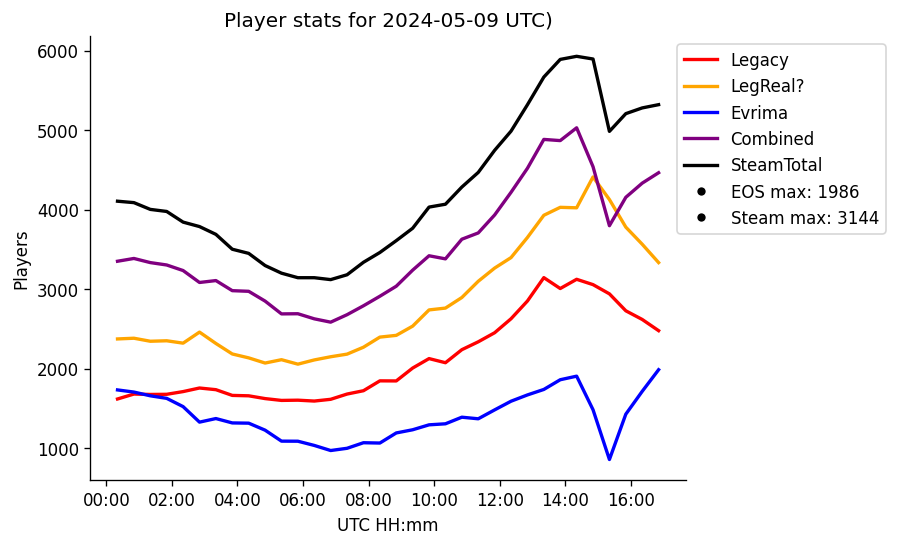 Player stats for 2024-05-09 UTC)
6000
5000
4000
3000
2000
1000
Players
00:00 02:00 04:00 06:00 08:00 10:00 12:00 14:00 16:00
UTC HH:mm
Legacy
LegReal?
Evrima
Combined
SteamTotal
EOS max: 1986
Steam max: 3144